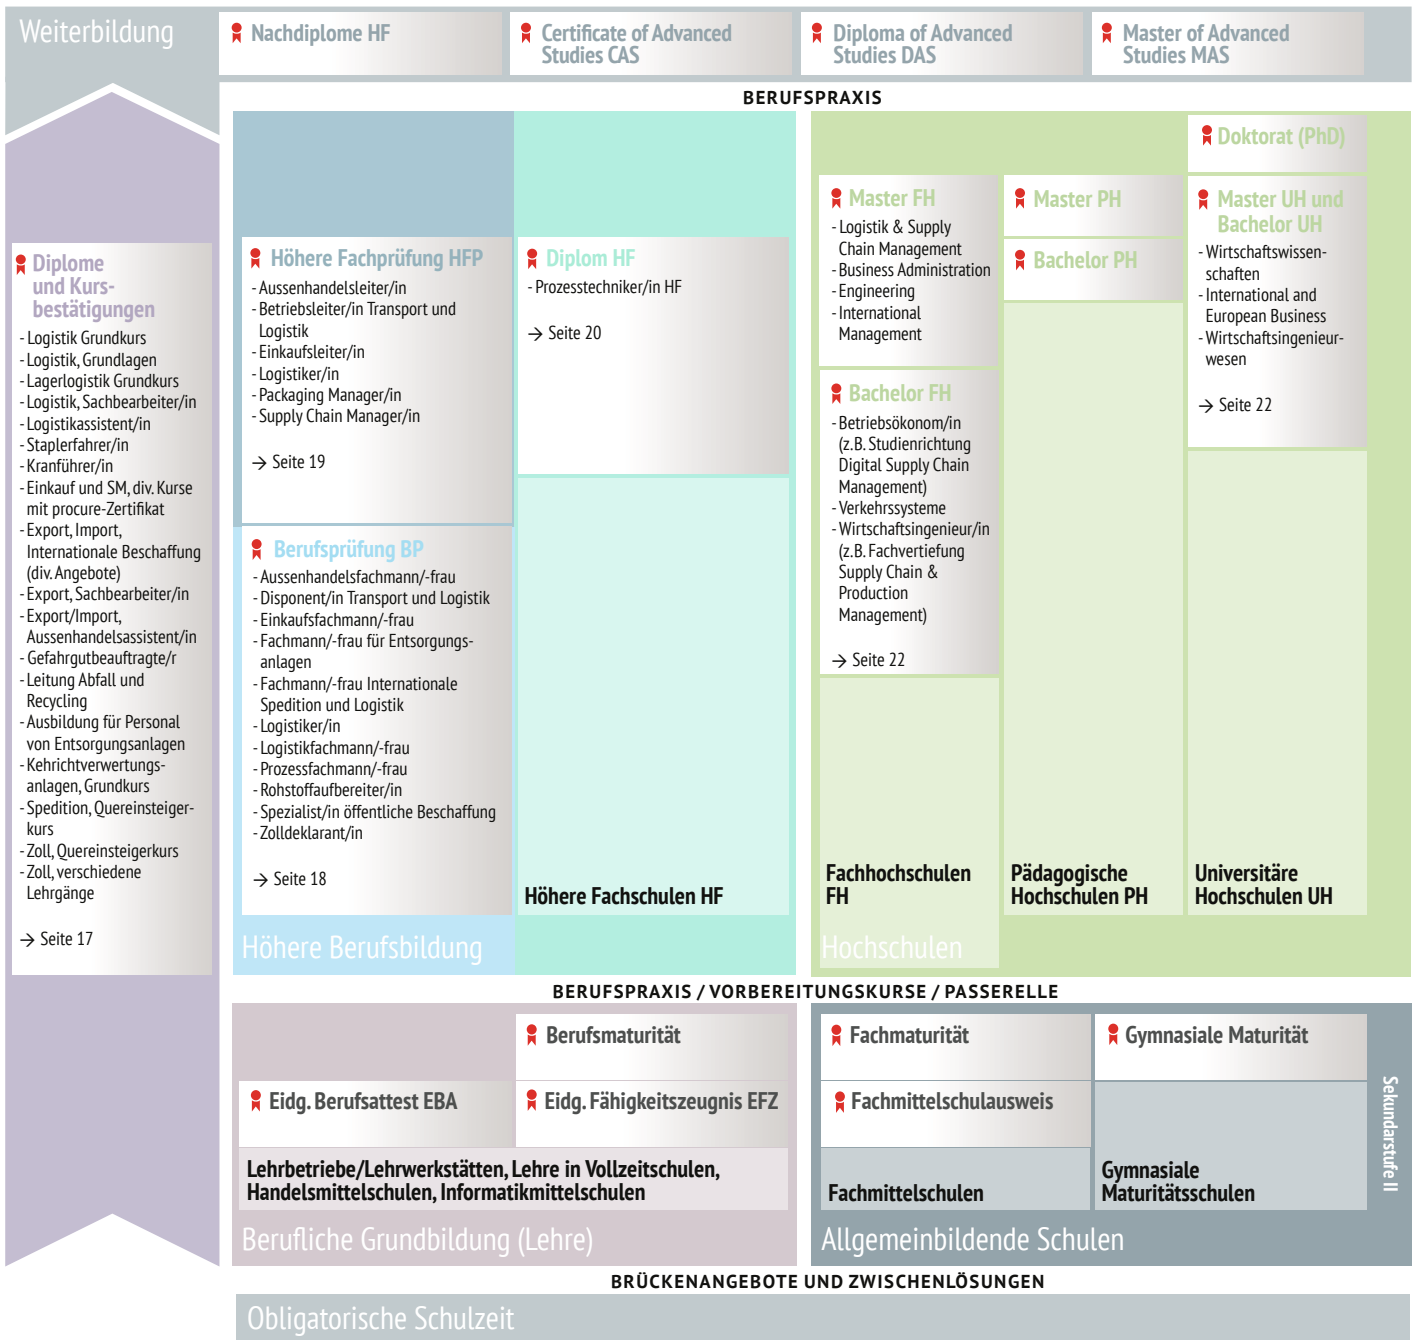 Weiterbildung
Nachdiplome HF
Certificate of Advanced
Studies CAS
Diploma of Advanced
Studies DAS
Master of Advanced
Studies MAS
BERUFSPRAXIS
Diplome
und Kurs-
bestätigungen
- Logistik Grundkurs
- Logistik, Grundlagen
- Lagerlogistik Grundkurs
- Logistik, Sachbearbeiter/in
- Logistikassistent/in
- Staplerfahrer/in
- Kranführer/in
- Einkauf und SM, div. Kurse
mit procure-Zertifikat
- Export, Import,
Internationale Beschaffung
(div. Angebote)
- Export, Sachbearbeiter/in
- Export/Import,
Aussenhandelsassistent/in
- Gefahrgutbeauftragte/r
- Leitung Abfall und
Recycling
- Ausbildung für Personal
von Entsorgungsanlagen
- Kehrichtverwertungs-
anlagen, Grundkurs
- Spedition, Quereinsteiger-
kurs
- Zoll, Quereinsteigerkurs
- Zoll, verschiedene
Lehrgänge
→ Seite 17
Höhere Fachprüfung HFP
- Aussenhandelsleiter/in
- Betriebsleiter/in Transport und
Logistik
- Einkaufsleiter/in
- Logistiker/in
- Packaging Manager/in
- Supply Chain Manager/in
→ Seite 19
Berufsprüfung BP
- Aussenhandelsfachmann/-frau
- Disponent/in Transport und Logistik
- Einkaufsfachmann/-frau
- Fachmann/-frau für Entsorgungs-
anlagen
- Fachmann/-frau Internationale
Spedition und Logistik
- Logistiker/in
- Logistikfachmann/-frau
- Prozessfachmann/-frau
- Rohstoffaufbereiter/in
- Spezialist/in öffentliche Beschaffung
- Zolldeklarant/in
→ Seite 18
Diplom HF
- Prozesstechniker/in HF
→ Seite 20
Höhere Fachschulen HF
Höhere Berufsbildung
Master FH
- Logistik & Supply
Chain Management
- Business Administration
- Engineering
- International
Management
Bachelor FH
- Betriebsökonom/in
(z.B. Studienrichtung
Digital Supply Chain
Management)
- Verkehrssysteme
- Wirtschaftsingenieur/in
(z.B. Fachvertiefung
Supply Chain &
Production
Management)
→ Seite 22
Fachhochschulen
FH
Master PH
Bachelor PH
Pädagogische
Hochschulen PH
Doktorat (PhD)
Master UH und
Bachelor UH
- Wirtschaftswissen-
schaften
- International and
European Business
- Wirtschaftsingenieur-
wesen
→ Seite 22
Universitäre
Hochschulen UH
Hochschulen
BERUFSPRAXIS / VORBEREITUNGSKURSE / PASSERELLE
Berufsmaturität
Eidg. Berufsattest EBA
Eidg. Fähigkeitszeugnis EFZ
Lehrbetriebe/Lehrwerkstätten, Lehre in Vollzeitschulen,
Handelsmittelschulen, Informatikmittelschulen
Berufliche Grundbildung (Lehre)
Fachmaturität
Gymnasiale Maturität
Fachmittelschulausweis
Fachmittelschulen
Gymnasiale
Maturitätsschulen
Sekundarstufe II
Allgemeinbildende Schulen
BRÜCKENANGEBOTE UND ZWISCHENLÖSUNGEN
Obligatorische Schulzeit